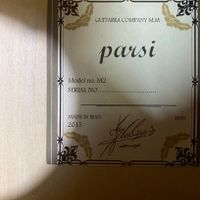 GUITARRA COMPANY M.M.
parsi
Model no. M2
SERIAL NO:
MADE IN IRAN
2015